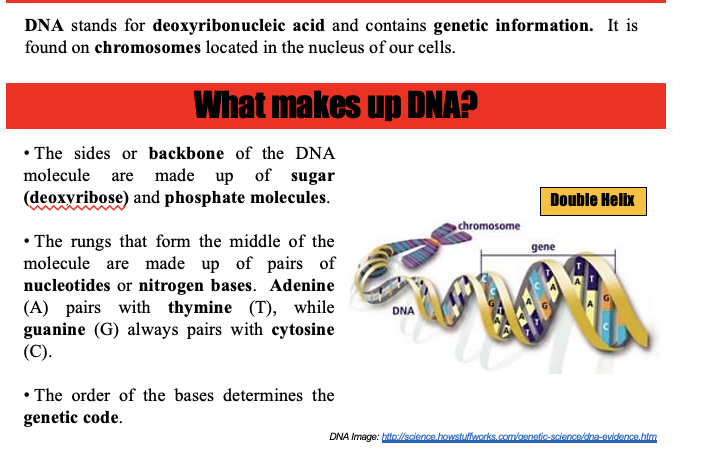 DNA stands for deoxyribonucleic acid and contains genetic information. It is
found on chromosomes located in the nucleus of our cells.
What makes up DNA?
• The sides or backbone of the DNA
molecule are made up of sugar
(deoxyribose) and phosphate molecules.
• The rungs that form the middle of the
molecule are made up of pairs of
nucleotides or nitrogen bases. Adenine
(A) pairs with thymine (T), while
guanine (G) always pairs with cytosine
(C).
• The order of the bases determines the
genetic code.
Double Helix
chromosome
gene
DNA
DNA Image: http://science.howstuffworks.com/genetic-science/dna-evidence.htm